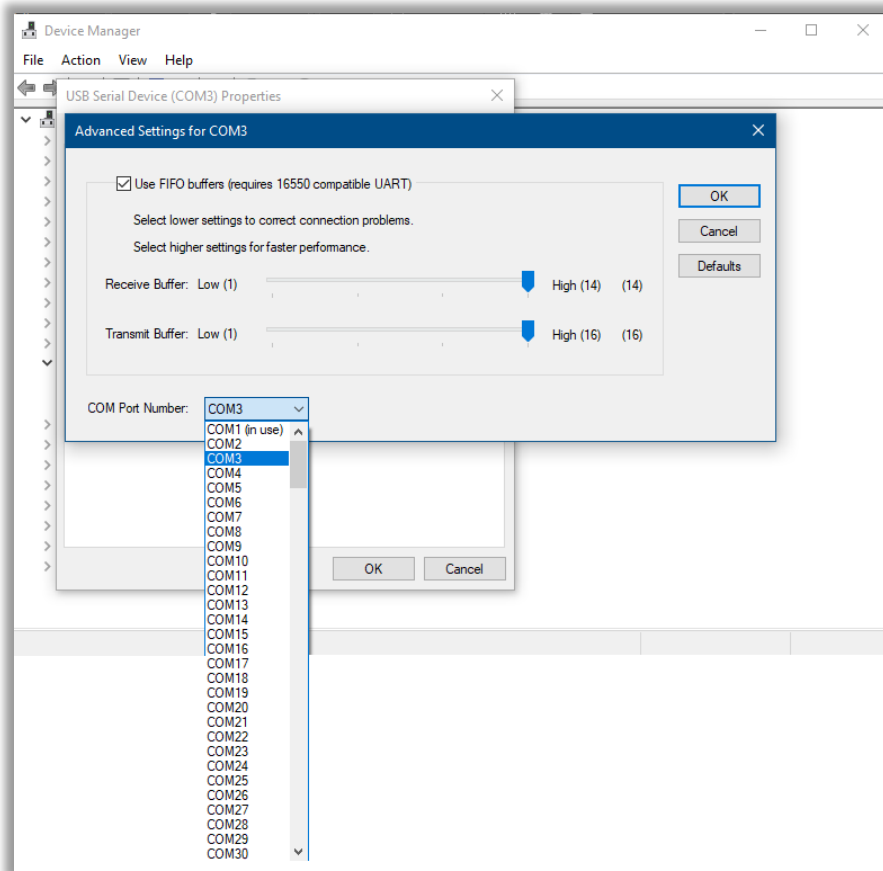 Device Manager
File Action View Help
USB Serial Device (COM3) Properties
Advanced Settings for COM3
Use FIFO buffers (requires 16550 compatible UART)
Select lower settings to correct connection problems.
Select higher settings for faster performance.
Receive Buffer: Low (1) High (14) (14)
Transmit Buffer: Low (1) High (16) (16)
OK
Cancel
Defaults
COM Port Number: COM3
COM1 (in use)
COM2
COM3
COM4
COM5
COM6
COM7
COM8
COM9
COM10
COM11
COM12
COM13
COM14
COM15
COM16
COM17
COM18
COM19
COM20
COM21
COM22
COM23
COM24
COM25
COM26
COM27
COM28
COM29
COM30
OK Cancel